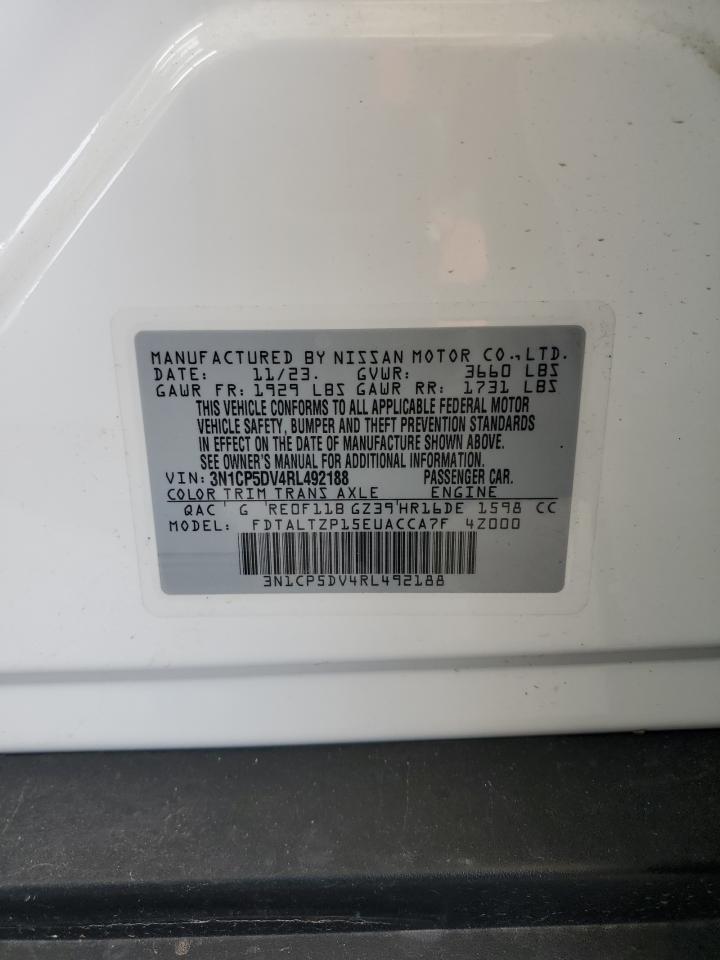 MANUFACTURED BY NISSAN MOTOR CO., LTD.
DATE: 11/23. GVWR: 3660 LBS
GAWR FR: 1929 LBS GAWR RR: 1731 LBS
THIS VEHICLE CONFORMS TO ALL APPLICABLE FEDERAL MOTOR
VEHICLE SAFETY, BUMPER AND THEFT PREVENTION STANDARDS
IN EFFECT ON THE DATE OF MANUFACTURE SHOWN ABOVE.
SEE OWNER'S MANUAL FOR ADDITIONAL INFORMATION.
VIN: 3N1CP5DV4RL492188 PASSENGER CAR.
COLOR TRIM TRANS AXLE ENGINE
QAC G RE0F11B GZ39 HR16DE 1598 CC
MODEL: FDTALTZP15EUACCA7F 4Z000
3N1CP5DV4RL492188